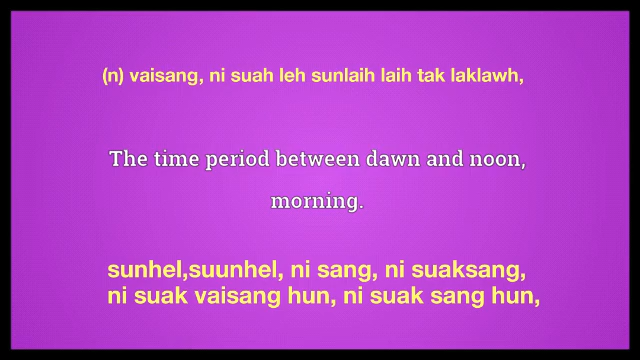 (n) vaisang, ni suah leh sunlaih laih tak laklawh,
The time period between dawn and noon,
morning.
sunhel,suunhel, ni sang, ni suaksang,
ni suak vaisang hun, ni suak sang hun,